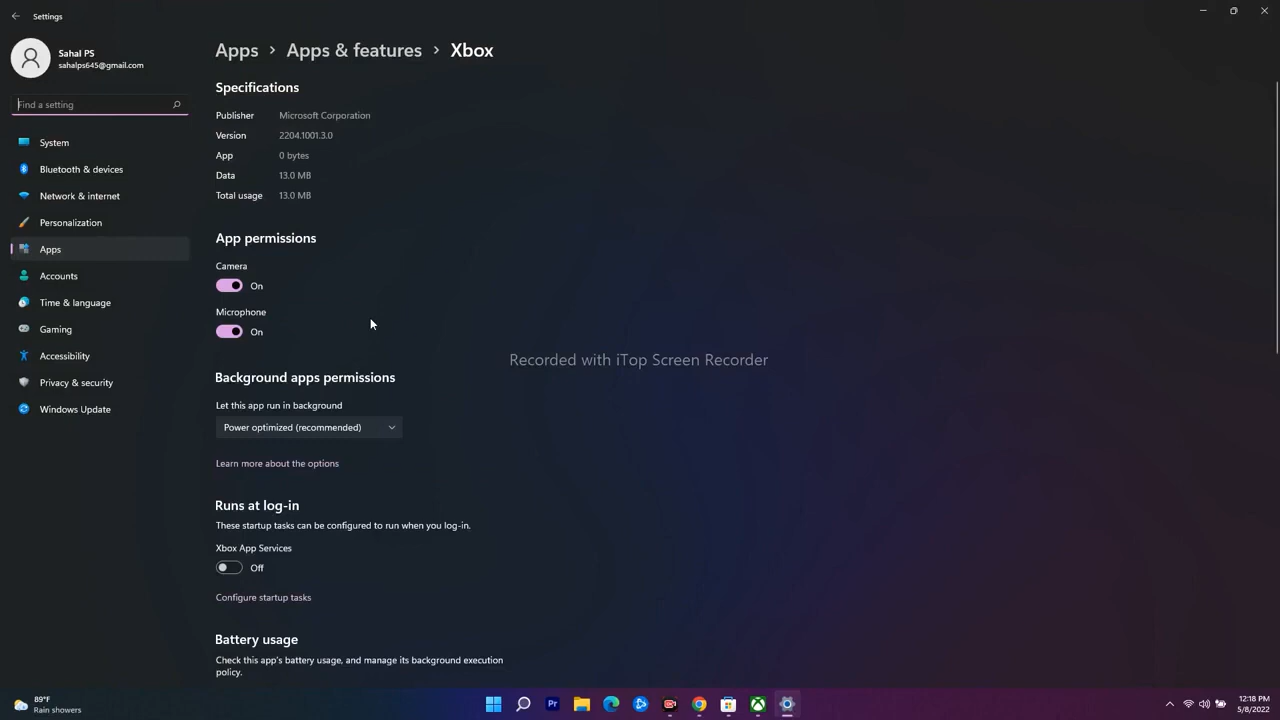 Settings
Sahal PS
sahalps645@gmail.com
Find a setting
System
Bluetooth & devices
Network & internet
Personalization
Apps
Accounts
Time & language
Gaming
Accessibility
Privacy & security
Windows Update
Apps > Apps & features > Xbox
Specifications
Publisher Microsoft Corporation
Version 2204.1001.3.0
App 0 bytes
Data 13.0 MB
Total usage 13.0 MB
App permissions
Camera
On
Microphone
On
Background apps permissions
Let this app run in background
Power optimized (recommended)
Learn more about the options
Runs at log-in
These startup tasks can be configured to run when you log-in.
Xbox App Services
Off
Configure startup tasks
Battery usage
Check this app's battery usage, and manage its background execution
policy.
Recorded with iTop Screen Recorder
89°F
Rain showers
Pr
12:18 PM
5/8/2022